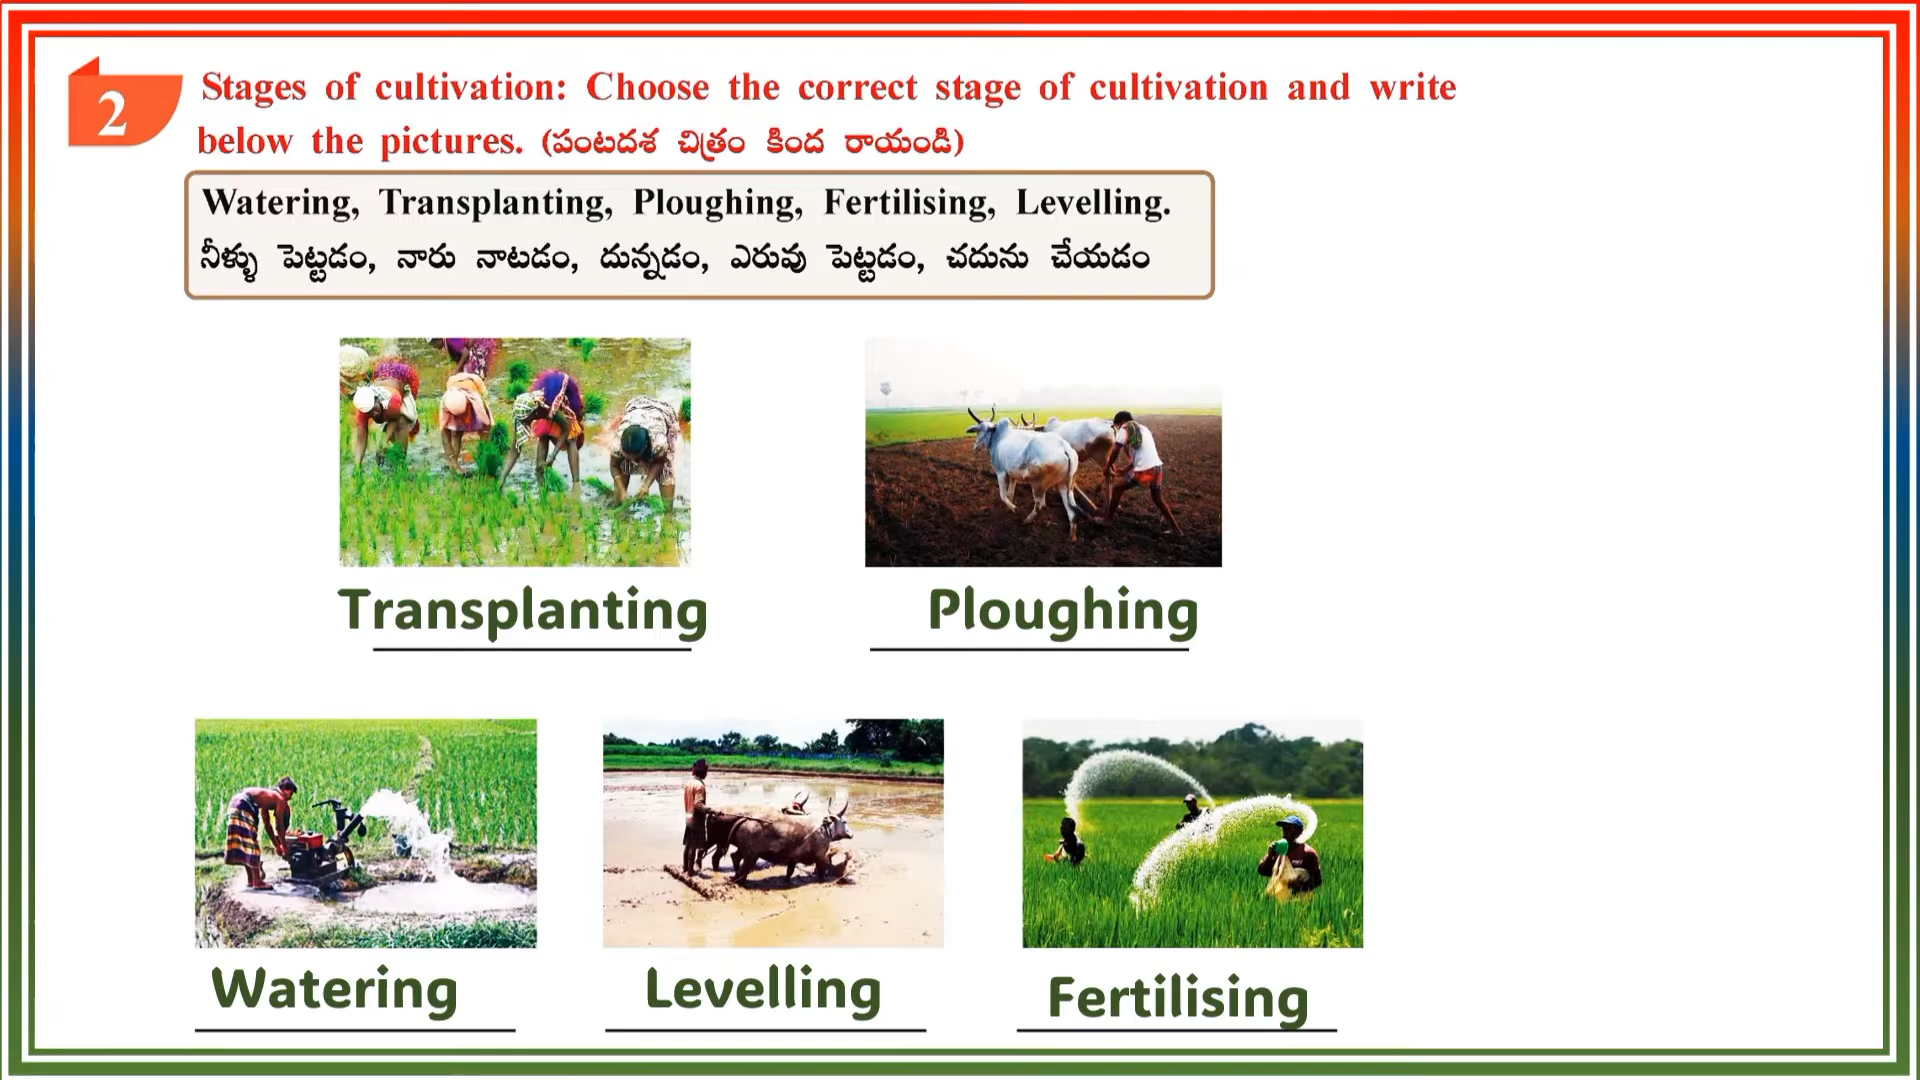 2
Stages of cultivation: Choose the correct stage of cultivation and write
below the pictures. (పంటదశ చిత్రం కింద రాయండి)
Watering, Transplanting, Ploughing, Fertilising, Levelling.
నీళ్ళు పెట్టడం, నారు నాటడం, దున్నడం, ఎరువు పెట్టడం, చదును చేయడం
Transplanting
Ploughing
Watering
Levelling
Fertilising